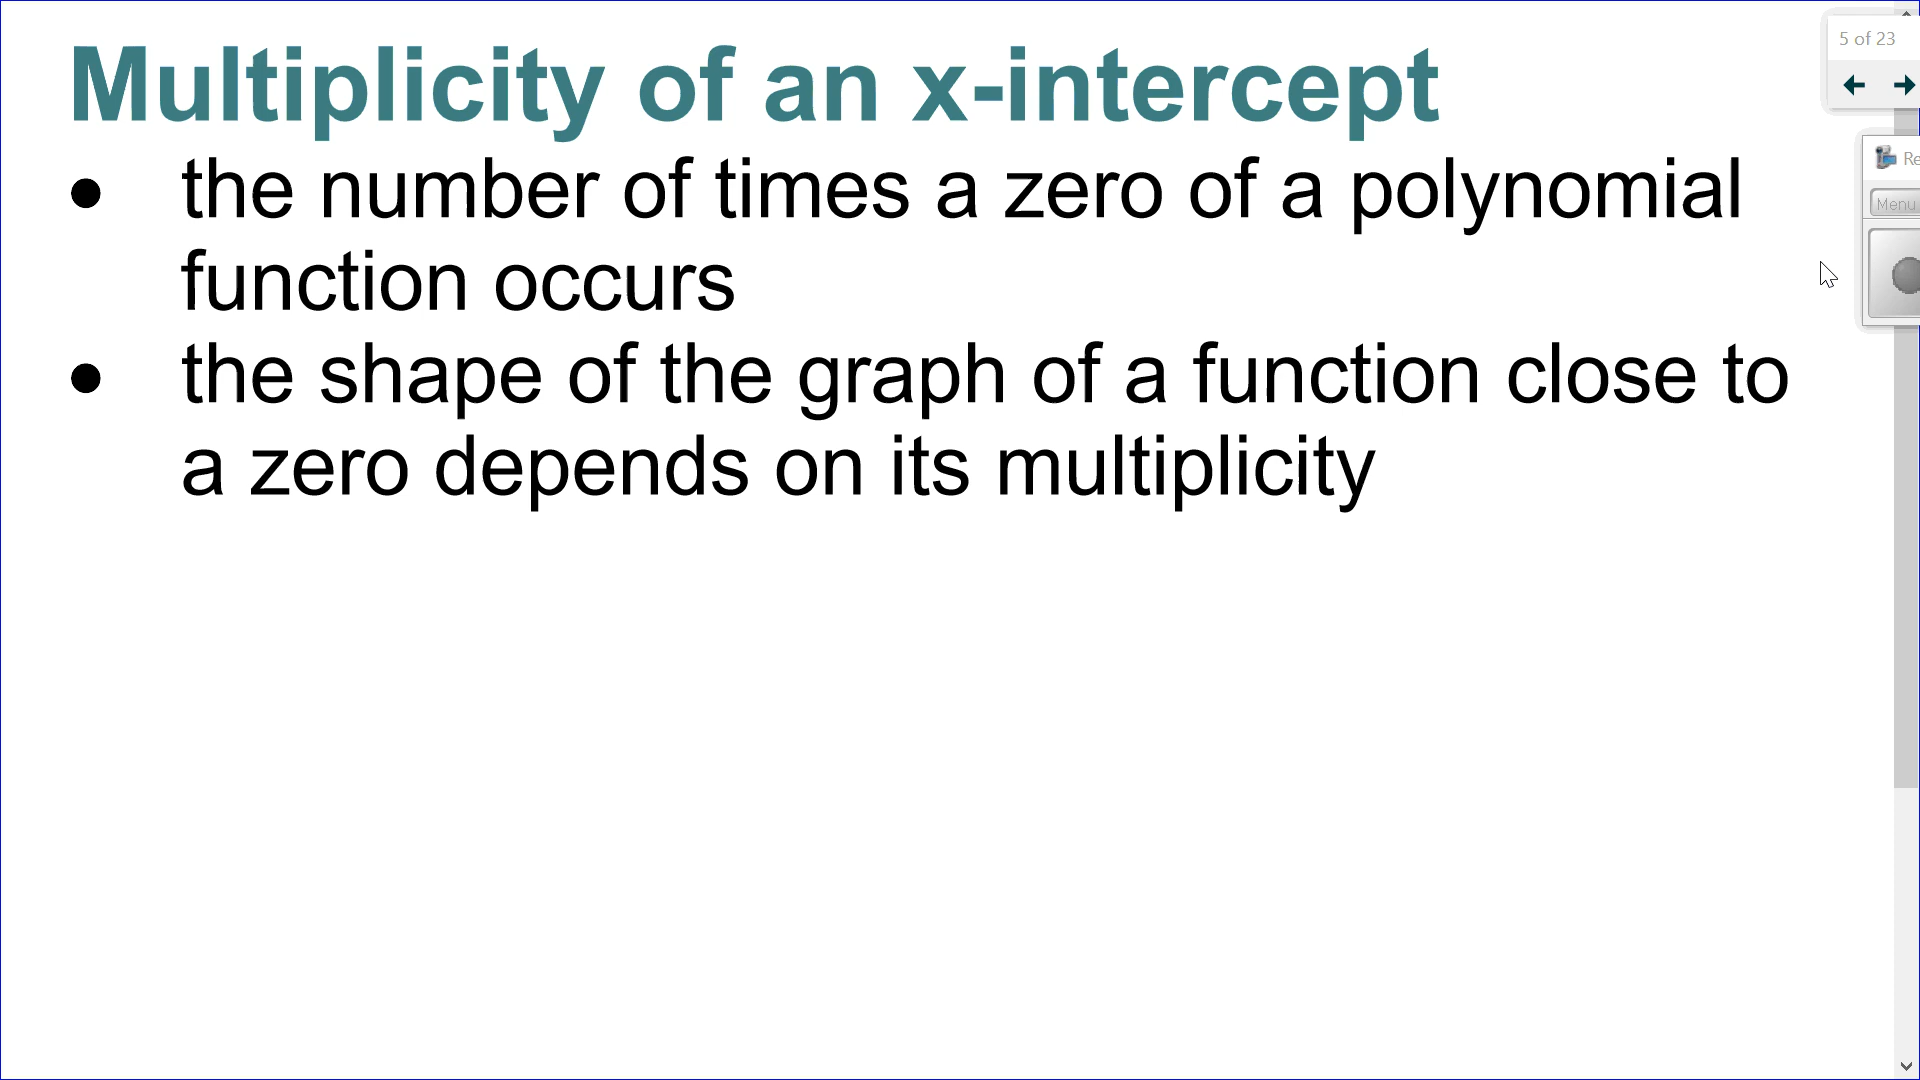 Multiplicity of an x-intercept
5 of 23
● the number of times a zero of a polynomial
function occurs
Menu
● the shape of the graph of a function close to
a zero depends on its multiplicity